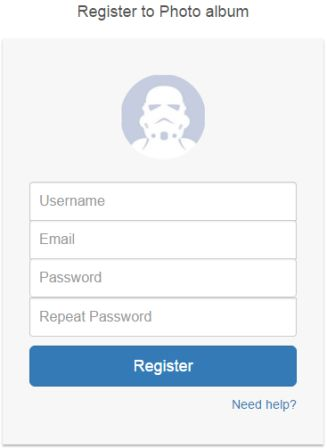 Register to Photo album
Username
Email
Password
Repeat Password
Register
Need help?